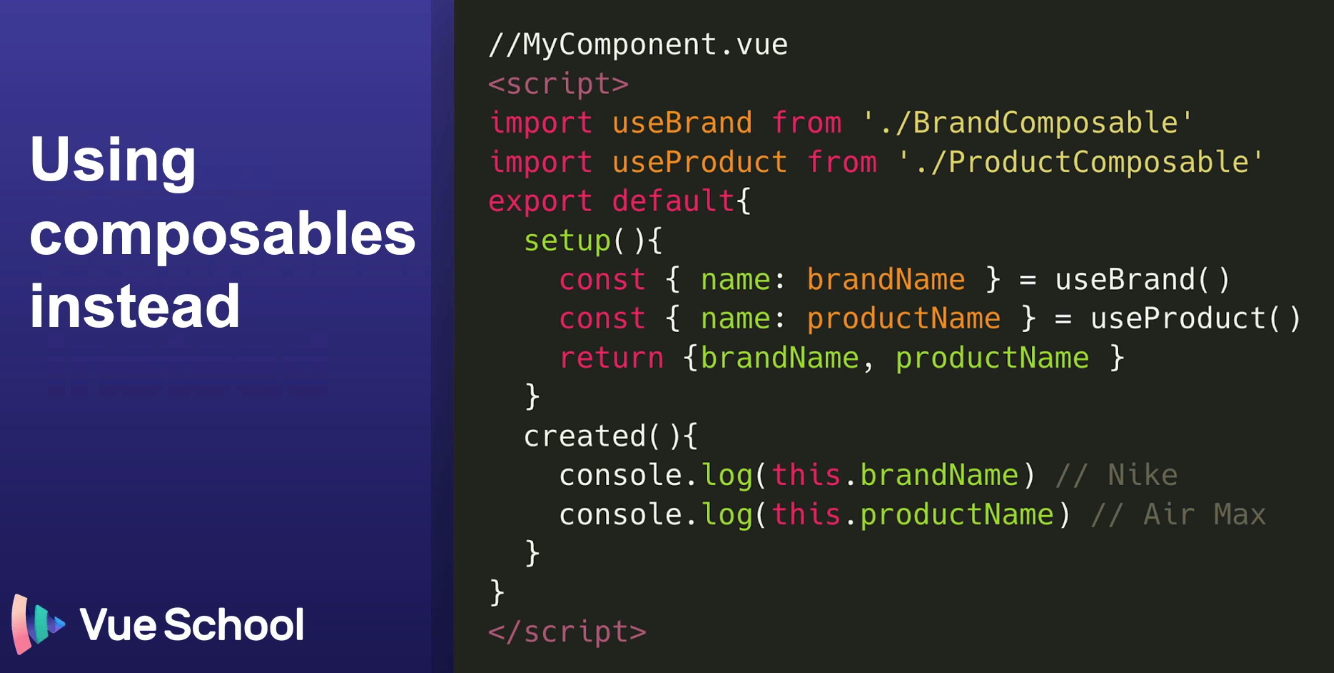 Using
composables
instead
Vue School
//MyComponent.vue
<script>
import useBrand from './BrandComposable'
import useProduct from './ProductComposable'
export default{
  setup(){
    const { name: brandName } = useBrand()
    const { name: productName } = useProduct()
    return {brandName, productName }
  }
  created(){
    console.log(this.brandName) // Nike
    console.log(this.productName) // Air Max
  }
}
</script>